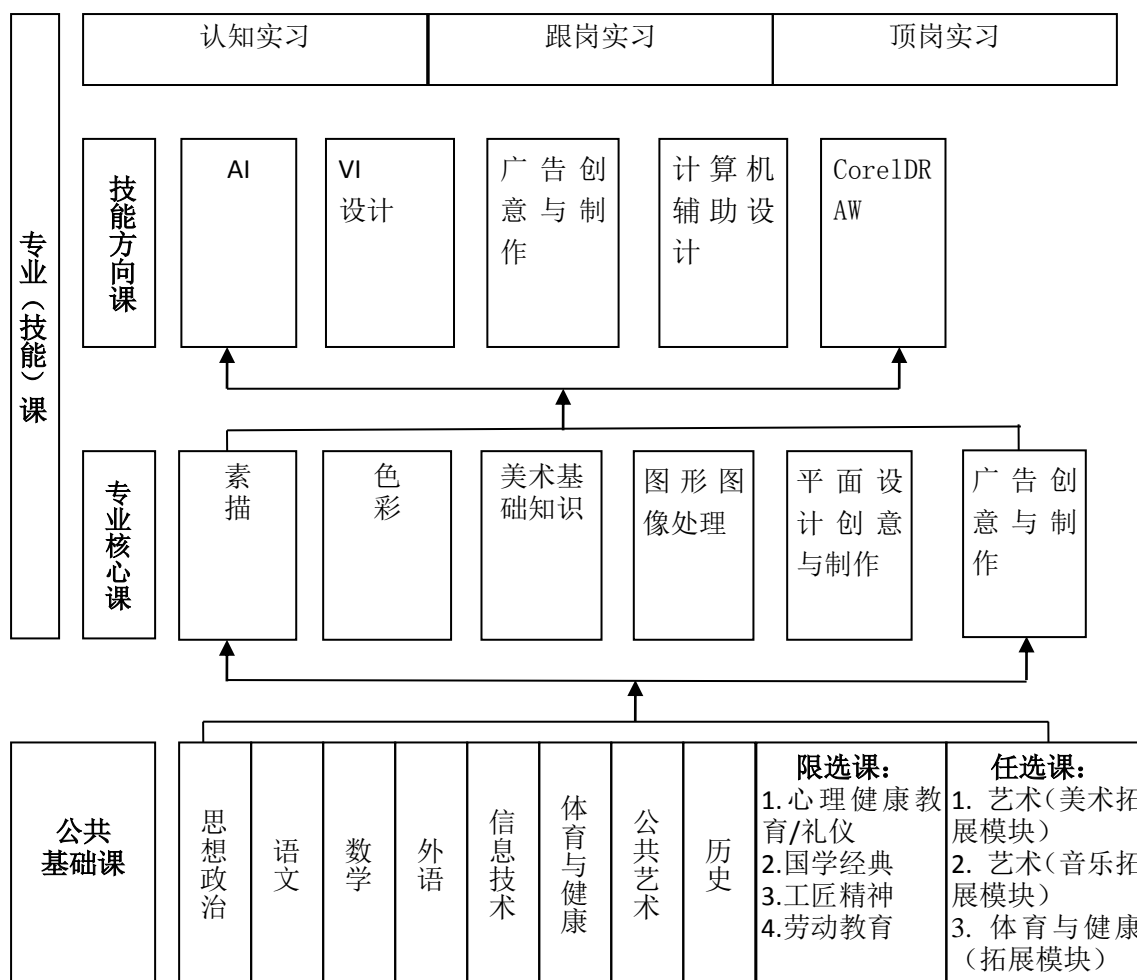 认知实习
跟岗实习
顶岗实习
专业（技能）课
技能方向课
AI
VI
设计
广告创
意与制
作
计算机
辅助设
计
CorelDR
AW
专业核心课
素
描
色
彩
美术基
础知识
图形图
像处理
平面设
计创意
与制作
广告创
意与制
作
公共
基础课
思想政治
语文
数学
外语
信息技术
体育与健康
公共艺术
历史
限选课：
1.心理健康教
育/礼仪
2.国学经典
3.工匠精神
4.劳动教育
任选课：
1. 艺术（美术拓
展模块）
2. 艺术（音乐拓
展模块）
3. 体育与健康
（拓展模块）